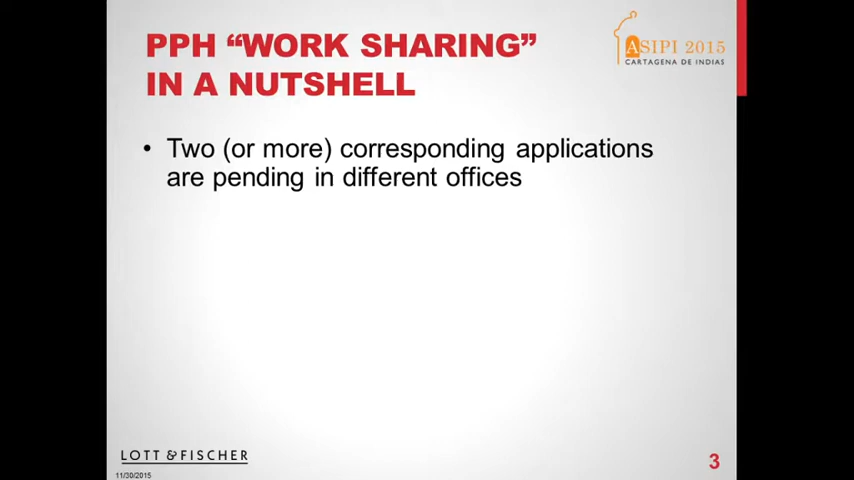 PPH “WORK SHARING”
IN A NUTSHELL
ASIPI 2015
CARTAGENA DE INDIAS
• Two (or more) corresponding applications
are pending in different offices
LOTT & FISCHER
11/30/2015
3